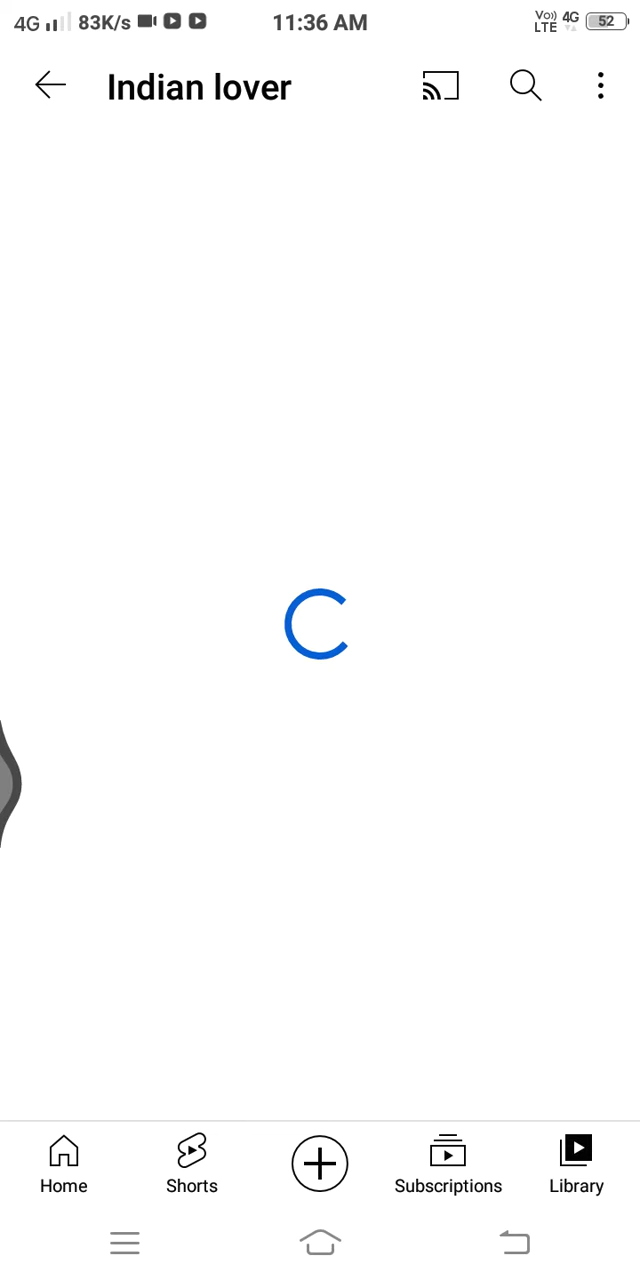 4G 83K/s 11:36 AM Vo)) LTE 4G 52
Indian lover
Home Shorts Subscriptions Library